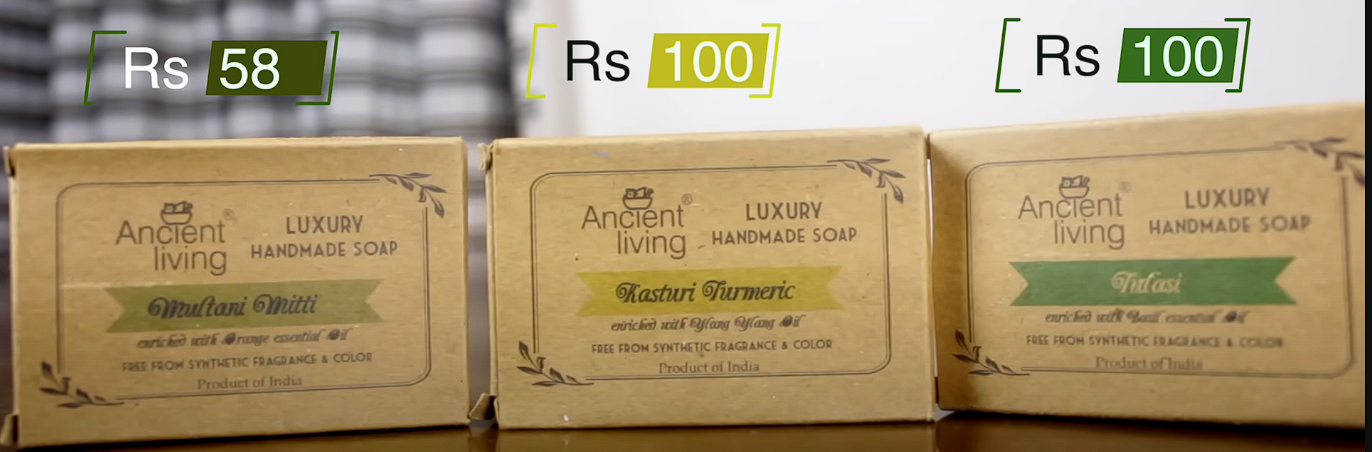 Rs 58
Rs 100
Rs 100
Ancient living®
LUXURY
HANDMADE SOAP
Multani Mitti
enriched with Orange essential Oil
FREE FROM SYNTHETIC FRAGRANCE & COLOR
Product of India
Ancient living®
LUXURY
HANDMADE SOAP
Kasturi Turmeric
enriched with Ylang Ylang Oil
FREE FROM SYNTHETIC FRAGRANCE & COLOR
Product of India
Ancient living®
LUXURY
HANDMADE SOAP
Tulasi
enriched with Basil essential Oil
FREE FROM SYNTHETIC FRAGRANCE & COLOR
Product of India